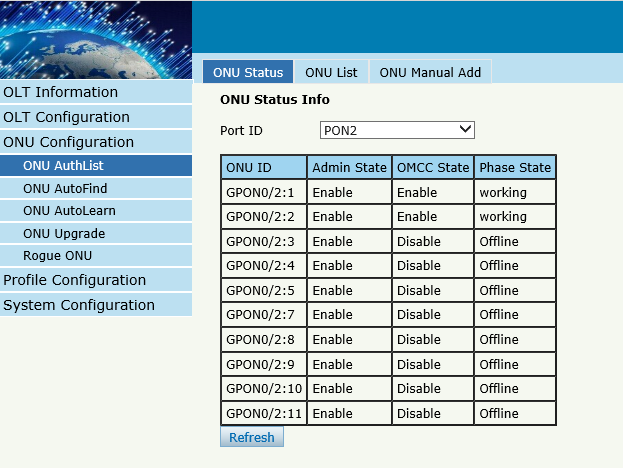 ONU Status ONU List ONU Manual Add
OLT Information
OLT Configuration
ONU Configuration
ONU AuthList
ONU AutoFind
ONU AutoLearn
ONU Upgrade
Rogue ONU
Profile Configuration
System Configuration
ONU Status Info
Port ID PON2
ONU ID Admin State OMCC State Phase State
GPON0/2:1 Enable Enable working
GPON0/2:2 Enable Enable working
GPON0/2:3 Enable Disable Offline
GPON0/2:4 Enable Disable Offline
GPON0/2:5 Enable Disable Offline
GPON0/2:7 Enable Disable Offline
GPON0/2:8 Enable Disable Offline
GPON0/2:9 Enable Disable Offline
GPON0/2:10 Enable Disable Offline
GPON0/2:11 Enable Disable Offline
Refresh